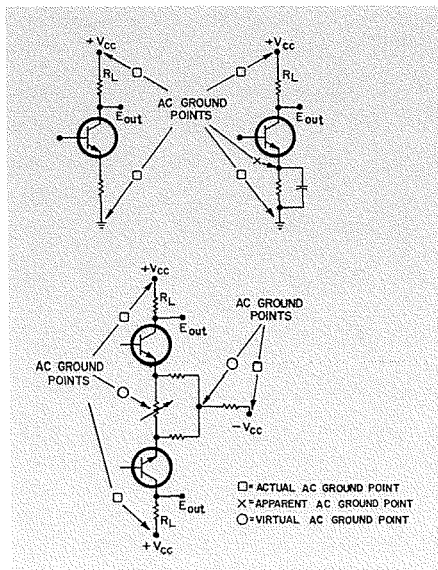 +VCC
+VCC
RL
RL
Eout
AC GROUND
POINTS
Eout
+VCC
RL
AC GROUND
POINTS
Eout
AC GROUND
POINTS
-VCC
Eout
RL
+VCC
□= ACTUAL AC GROUND POINT
×= APPARENT AC GROUND POINT
○= VIRTUAL AC GROUND POINT